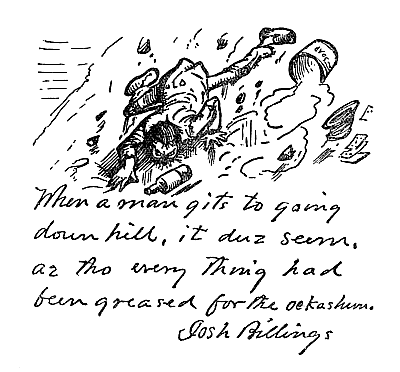 When a man gits to going
down hill, it duz seem,
az tho every thing had
been greased for the ockashun.
Josh Billings